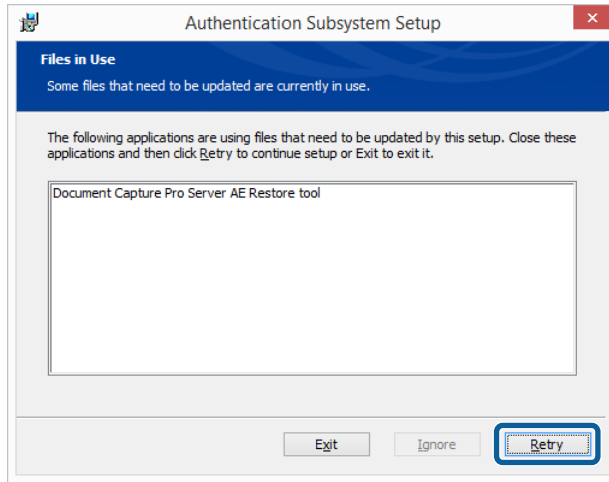 Authentication Subsystem Setup
Files in Use
Some files that need to be updated are currently in use.
The following applications are using files that need to be updated by this setup. Close these
applications and then click Retry to continue setup or Exit to exit it.
Document Capture Pro Server AE Restore tool
Exit Ignore Retry